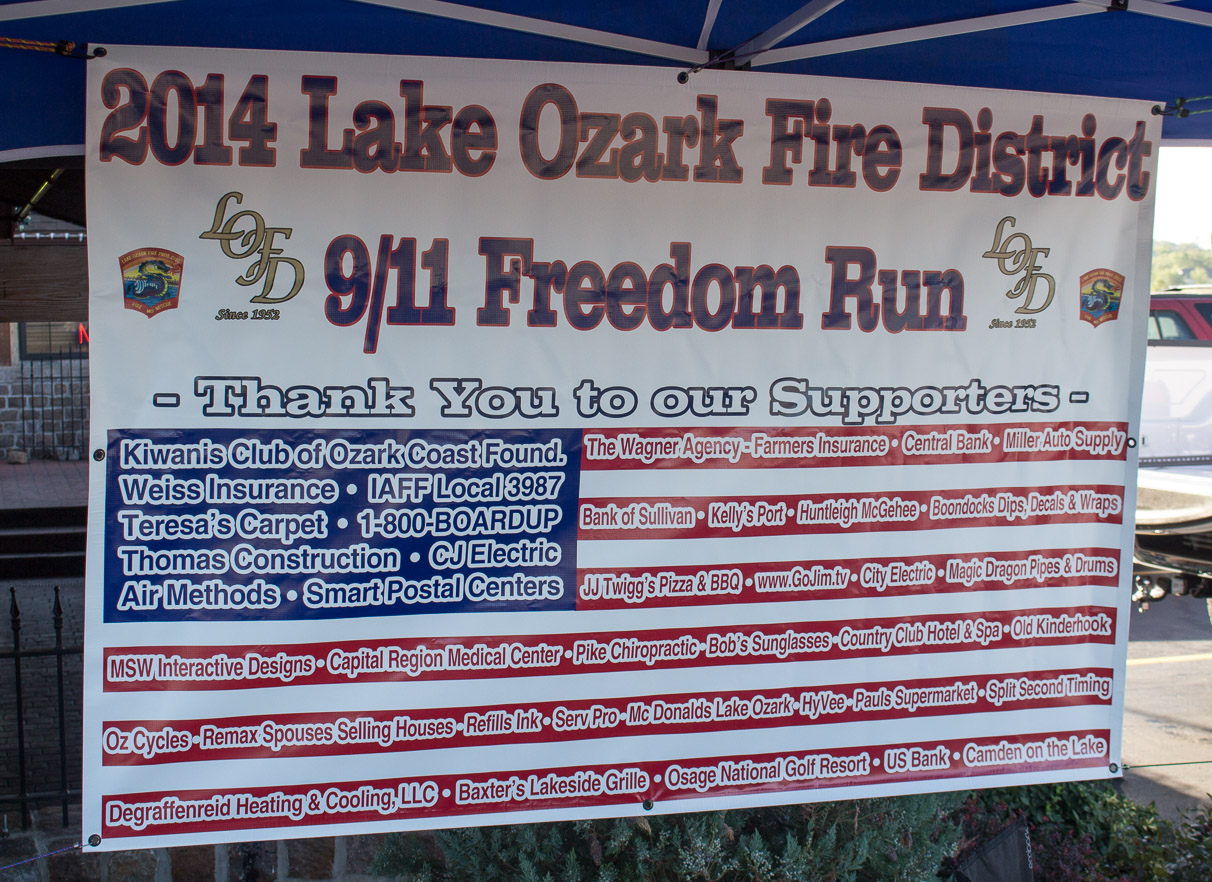 2014 Lake Ozark Fire District
LOFD
Since 1952
9/11 Freedom Run
LOFD
Since 1952
- Thank You to our Supporters -
Kiwanis Club of Ozark Coast Found.
Weiss Insurance • IAFF Local 3987
Teresa's Carpet • 1-800-BOARDUP
Thomas Construction • CJ Electric
Air Methods • Smart Postal Centers
The Wagner Agency - Farmers Insurance • Central Bank • Miller Auto Supply
Bank of Sullivan • Kelly's Port • Huntleigh McGehee • Boondocks Dips, Decals & Wraps
JJ Twigg's Pizza & BBQ • www.GoJim.tv • City Electric • Magic Dragon Pipes & Drums
MSW Interactive Designs • Capital Region Medical Center • Pike Chiropractic • Bob's Sunglasses • Country Club Hotel & Spa • Old Kinderhook
Oz Cycles • Remax Spouses Selling Houses • Refills Ink • Serv Pro • Mc Donalds Lake Ozark • HyVee • Pauls Supermarket • Split Second Timing
Degraffenreid Heating & Cooling, LLC • Baxter's Lakeside Grille • Osage National Golf Resort • US Bank • Camden on the Lake